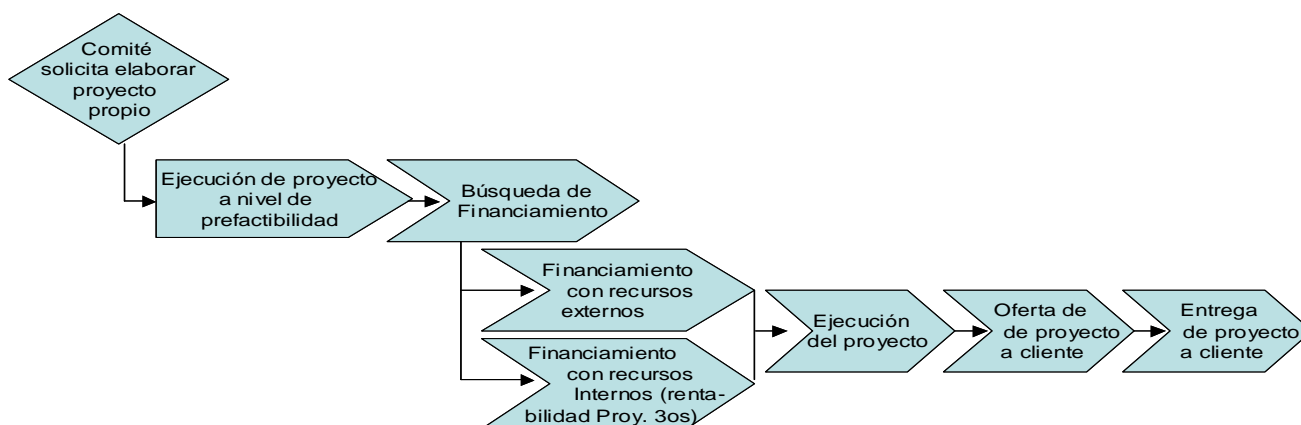 Comité
solicita elaborar
proyecto
propio
Ejecución de proyecto
a nivel de
prefactibilidad
Búsqueda de
Financiamiento
Financiamiento
con recursos
externos
Financiamiento
con recursos
Internos (renta-
bilidad Proy. 3os)
Ejecución
del proyecto
Oferta de
de proyecto
a cliente
Entrega
de proyecto
a cliente